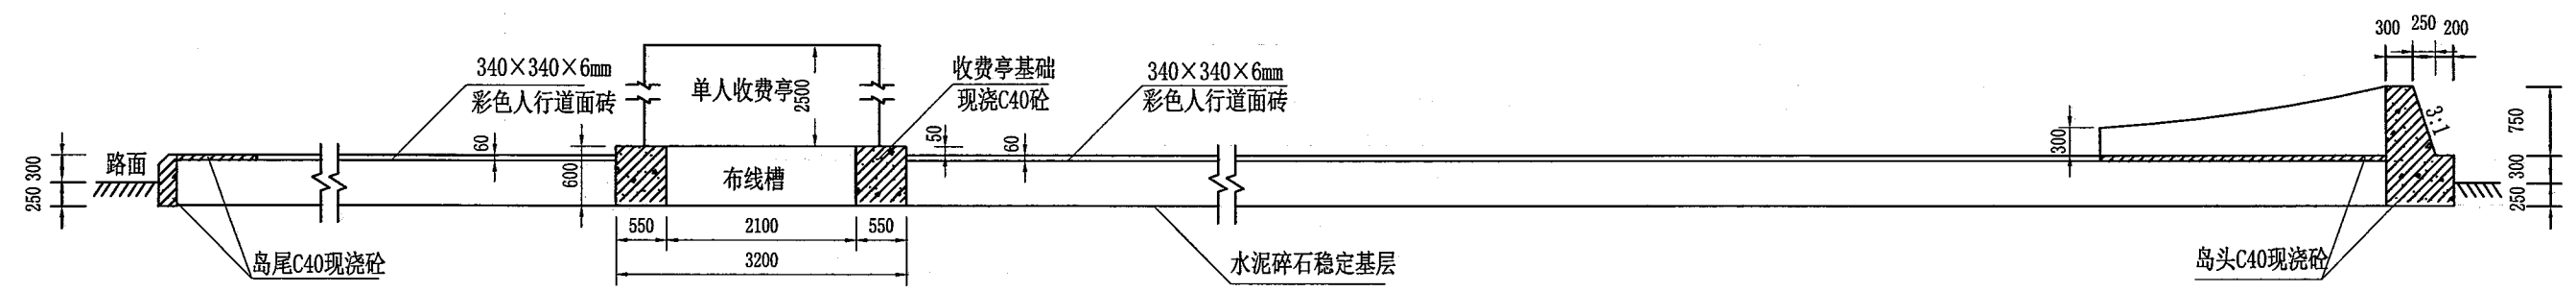 300 250 200
340×340×6mm
彩色人行道面砖
单人收费亭
2500
收费亭基础
现浇C40砼
340×340×6mm
彩色人行道面砖
3:1
750
300
250
300
路面
300
250
60
600
50
60
布线槽
550
2100
550
3200
岛尾C40现浇砼
水泥碎石稳定基层
岛头C40现浇砼